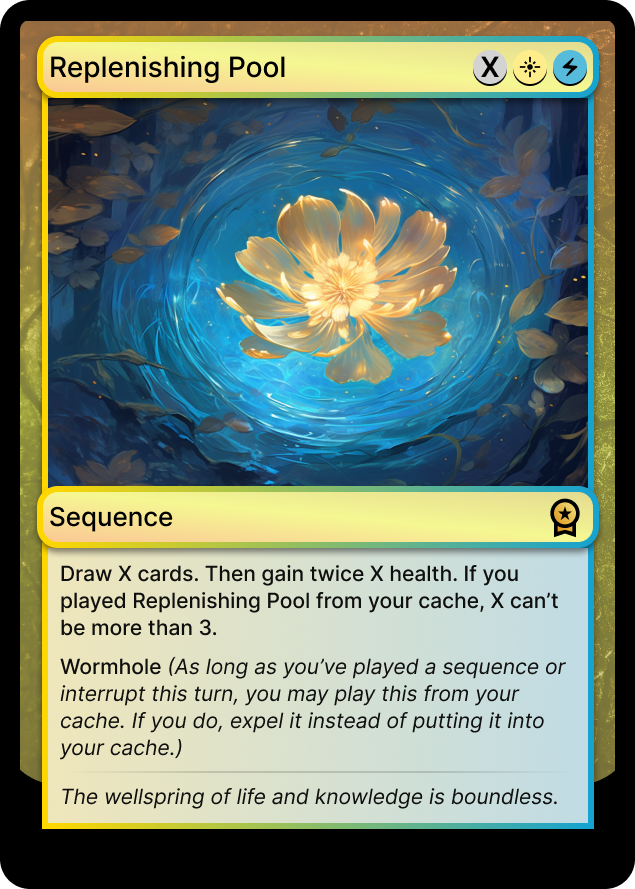 Replenishing Pool X
Sequence
Draw X cards. Then gain twice X health. If you
played Replenishing Pool from your cache, X can’t
be more than 3.
Wormhole (As long as you’ve played a sequence or
interrupt this turn, you may play this from your
cache. If you do, expel it instead of putting it into
your cache.)
The wellspring of life and knowledge is boundless.